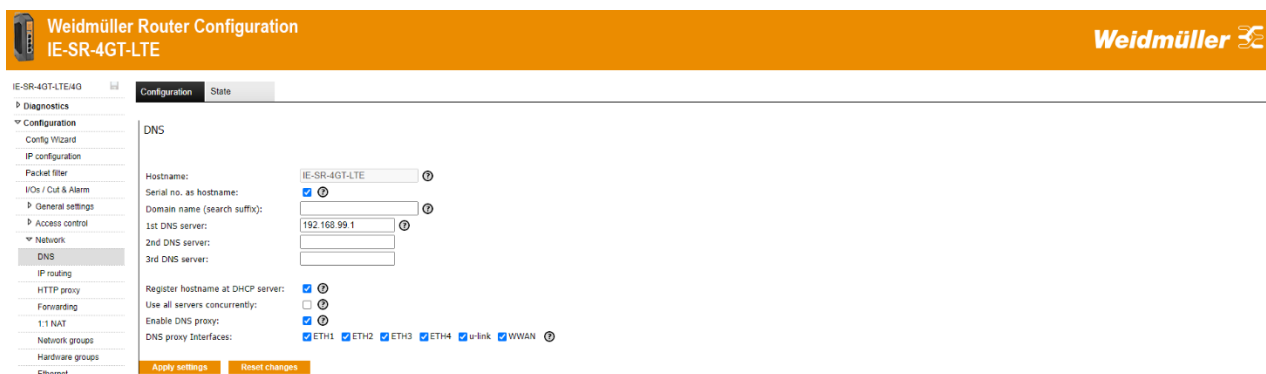 Weidmüller Router Configuration
IE-SR-4GT-LTE
Weidmüller
IE-SR-4GT-LTE/4G
Configuration State
Diagnostics
Configuration
Config Wizard
IP configuration
Packet filter
I/Os / Cut & Alarm
General settings
Access control
Network
DNS
IP routing
HTTP proxy
Forwarding
1:1 NAT
Network groups
Hardware groups
Ethernet
DNS
Hostname: IE-SR-4GT-LTE ?
Serial no. as hostname: ?
Domain name (search suffix): ?
1st DNS server: 192.168.99.1 ?
2nd DNS server:
3rd DNS server:
Register hostname at DHCP server: ?
Use all servers concurrently: ?
Enable DNS proxy: ?
DNS proxy Interfaces: ETH1 ETH2 ETH3 ETH4 u-link WWAN ?
Apply settings Reset changes